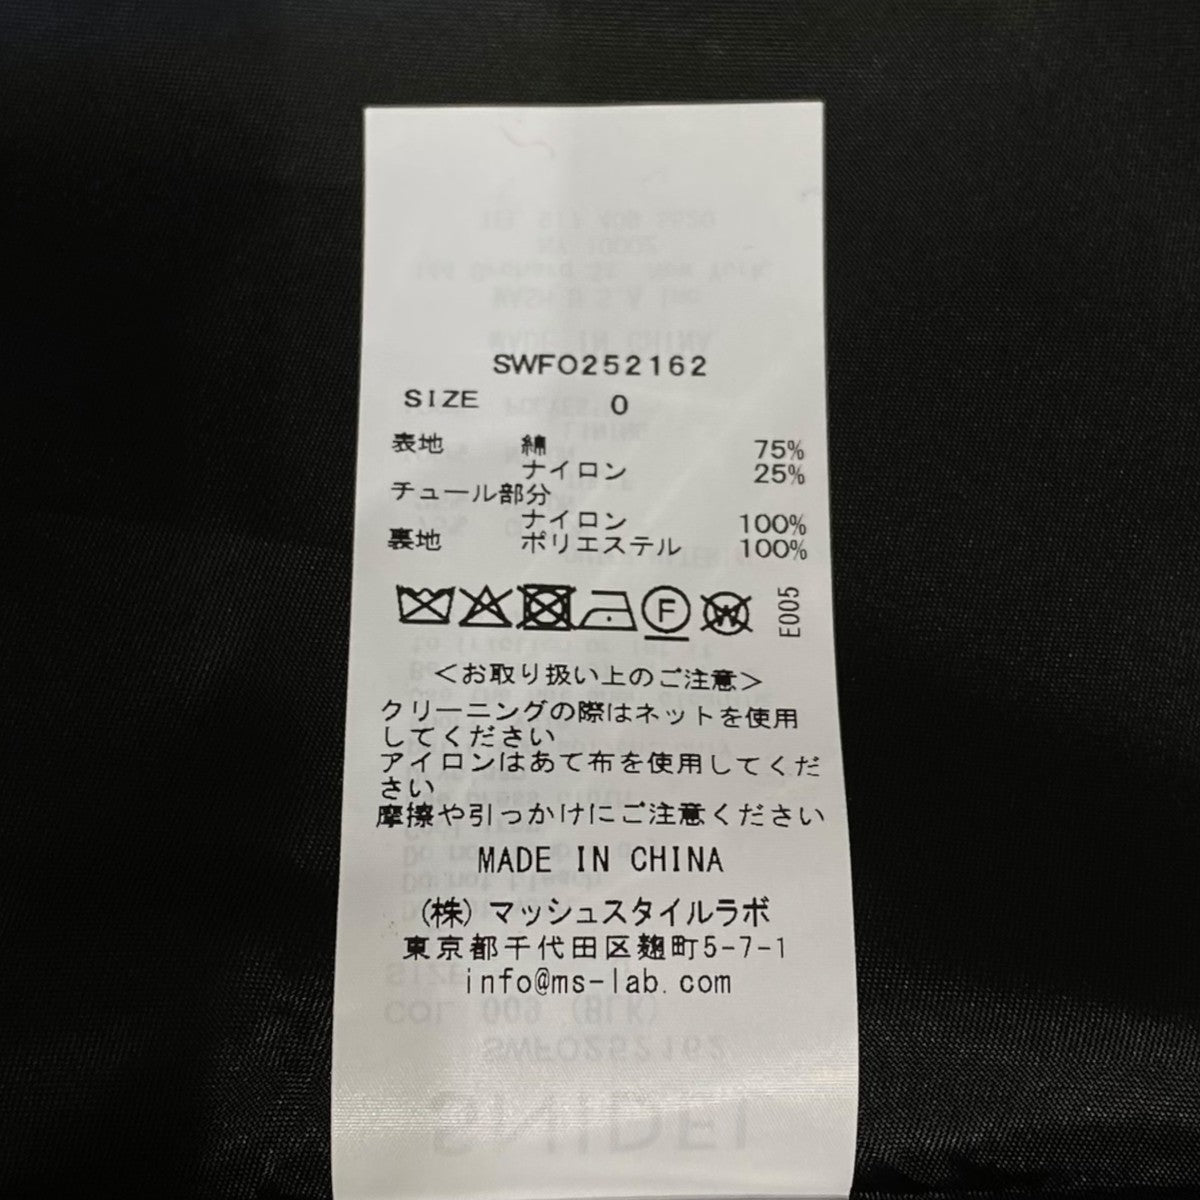 SWFO252162
SIZE 0
表地 綿 75%
ナイロン 25%
チュール部分
ナイロン 100%
裏地 ポリエステル 100%
F W E005
＜お取り扱い上のご注意＞
クリーニングの際はネットを使用
してください
アイロンはあて布を使用してくだ
さい
摩擦や引っかけにご注意ください
MADE IN CHINA
(株)マッシュスタイルラボ
東京都千代田区麹町5-7-1
info@ms-lab.com